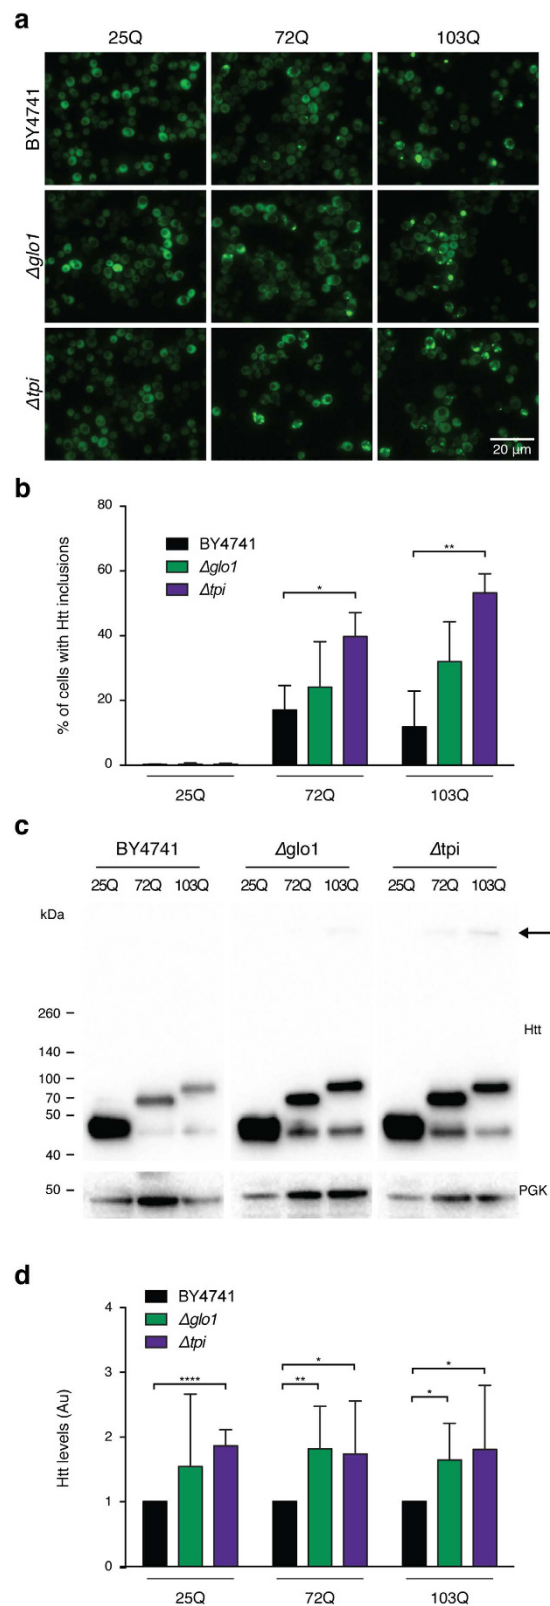 a
25Q 72Q 103Q
BY4741
Δglo1
Δtpi
20 µm
b
80
60
40
20
0
% of cells with Htt inclusions
BY4741
Δglo1
Δtpi
*
**
25Q 72Q 103Q
c
BY4741 Δglo1 Δtpi
25Q 72Q 103Q 25Q 72Q 103Q 25Q 72Q 103Q
kDa
260
Htt
140
100
70
50
40
50
PGK
d
BY4741
Δglo1
Δtpi
4
3
2
1
0
Htt levels (Au)
****
**
*
*
*
25Q 72Q 103Q